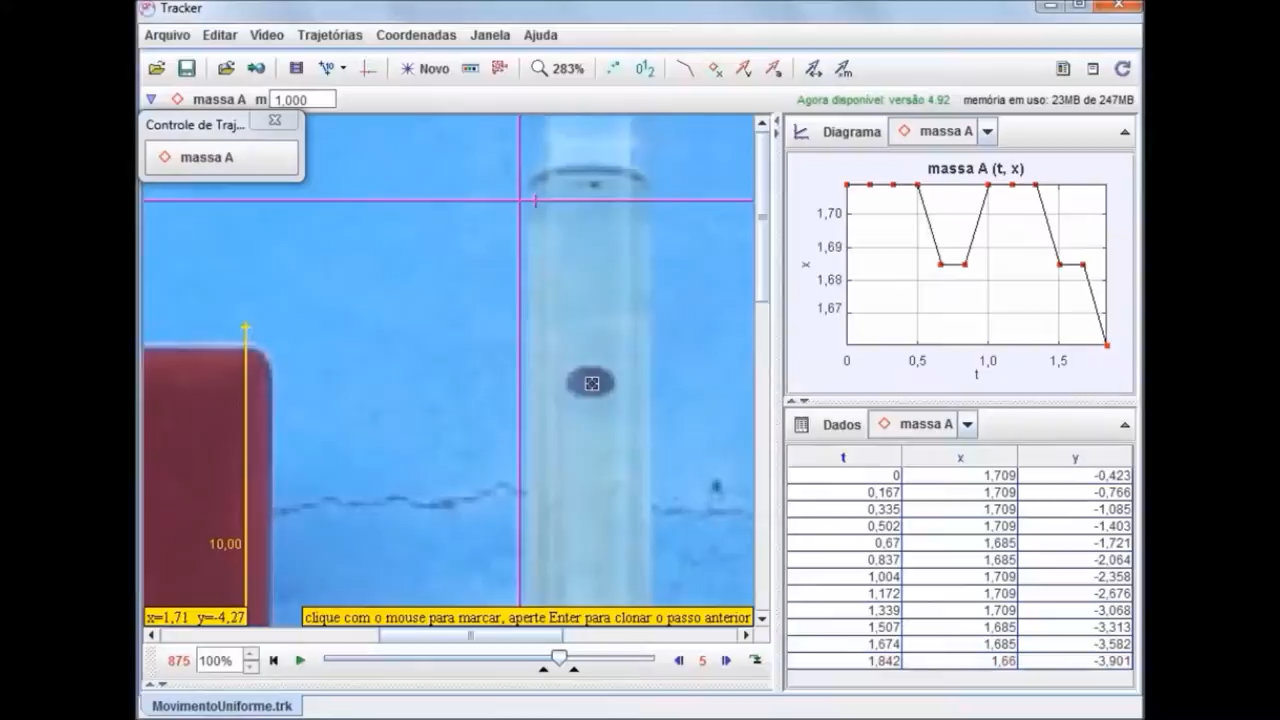 Tracker
Arquivo Editar Vídeo Trajetórias Coordenadas Janela Ajuda
Novo 283%
massa A m 1,000 Agora disponível: versão 4.92 memória em uso: 23MB de 247MB
Controle de Traj...
massa A
10,00
x=1,71 y=-4,27 clique com o mouse para marcar, aperte Enter para clonar o passo anterior
875 100% 5
MovimentoUniforme.trk
Diagrama massa A
massa A (t, x)
1,70
1,69
x
1,68
1,67
0 0,5 1,0 1,5
t
Dados massa A
t x y
0 1,709 -0,423
0,167 1,709 -0,766
0,335 1,709 -1,085
0,502 1,709 -1,403
0,67 1,685 -1,721
0,837 1,685 -2,064
1,004 1,709 -2,358
1,172 1,709 -2,676
1,339 1,709 -3,068
1,507 1,685 -3,313
1,674 1,685 -3,582
1,842 1,66 -3,901